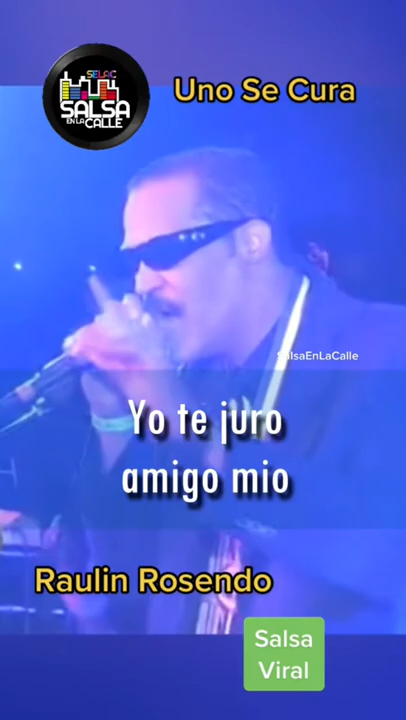 SELAC
SALSA
EN LA CALLE
Uno Se Cura
SalsaEnLaCalle
Yo te juro
amigo mio
Raulin Rosendo
Salsa
Viral